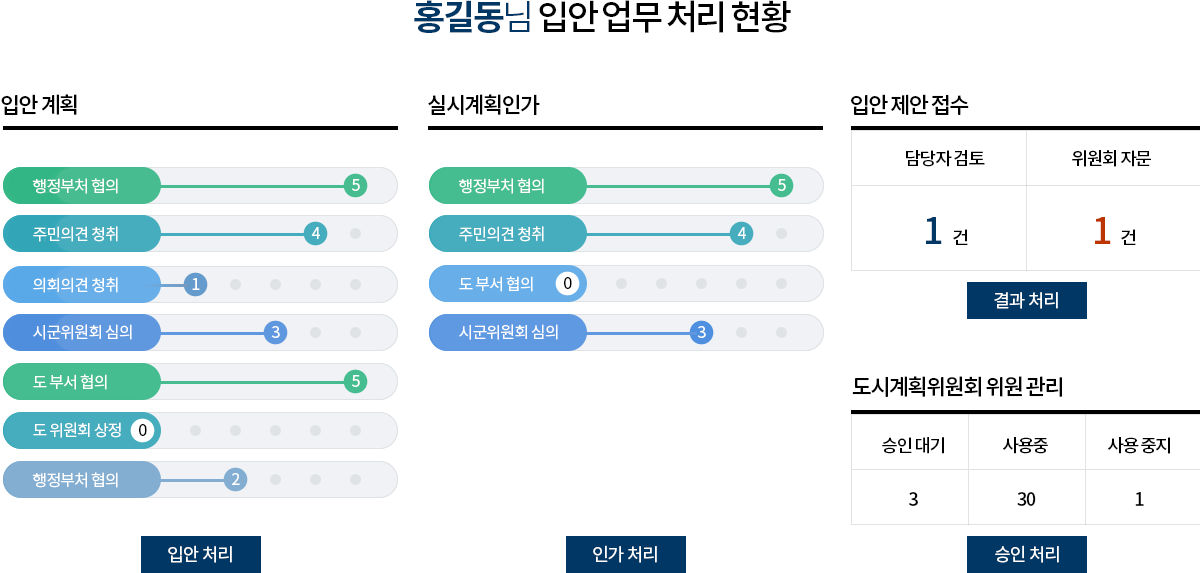 홍길동님 입안 업무 처리 현황
입안 계획
행정부처 협의 5
주민의견 청취 4
의회의견 청취 1
시군위원회 심의 3
도 부서 협의 5
도 위원회 상정 0
행정부처 협의 2
입안 처리
실시계획인가
행정부처 협의 5
주민의견 청취 4
도 부서 협의 0
시군위원회 심의 3
인가 처리
입안 제안 접수
담당자 검토 위원회 자문
1 건 1 건
결과 처리
도시계획위원회 위원 관리
승인 대기 사용중 사용 중지
3 30 1
승인 처리